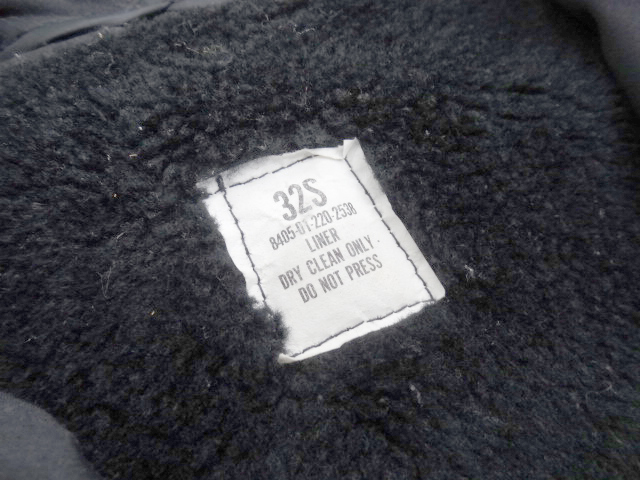 32S
8405-01-220-2538
LINER
DRY CLEAN ONLY.
DO NOT PRESS